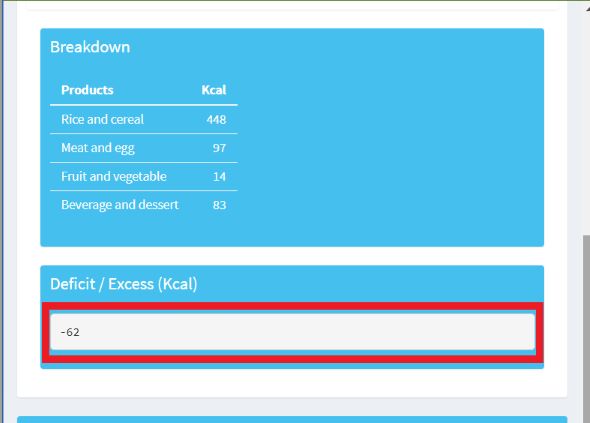 Breakdown
Products Kcal
Rice and cereal 448
Meat and egg 97
Fruit and vegetable 14
Beverage and dessert 83
Deficit / Excess (Kcal)
-62